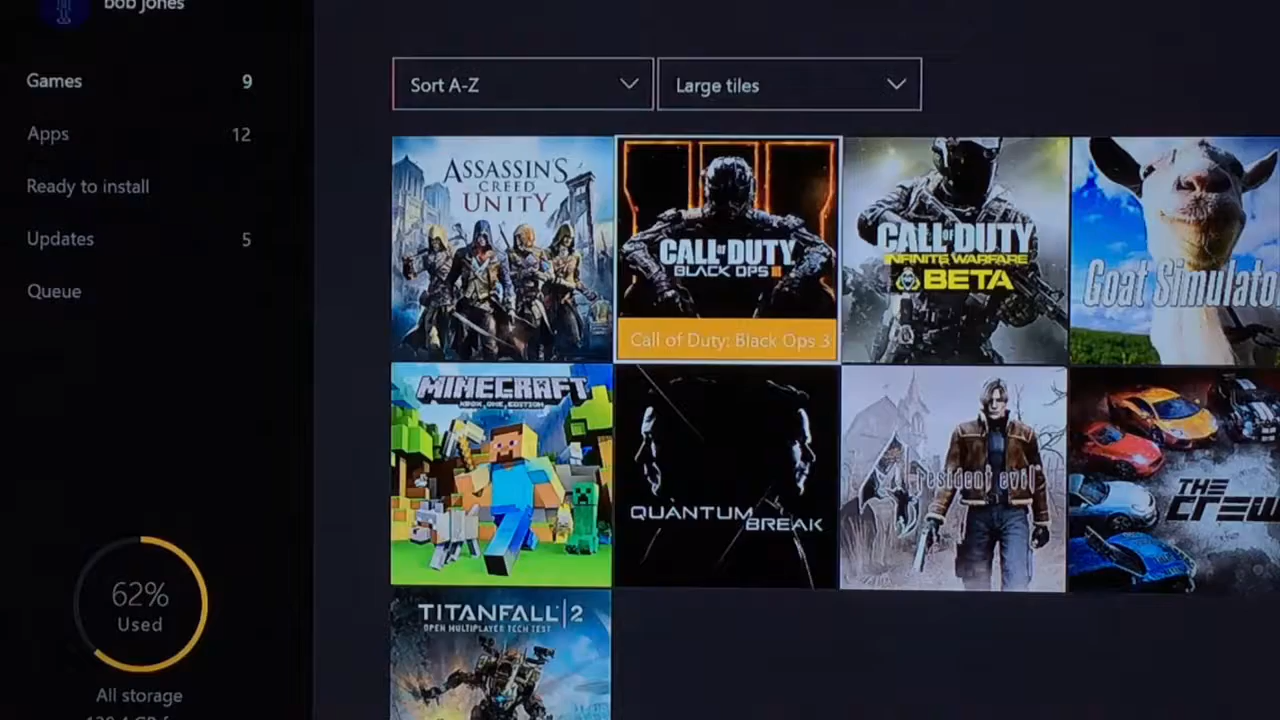 bob jones
Games 9
Apps 12
Ready to install
Updates 5
Queue
62%
Used
All storage
Sort A-Z
Large tiles
ASSASSIN'S
CREED
UNITY
CALL OF DUTY
BLACK OPS III
Call of Duty: Black Ops 3
CALL OF DUTY
INFINITE WARFARE
BETA
Goat Simulato
MINECRAFT
XBOX ONE EDITION
QUANTUM
BREAK
resident evil
THE
CREW
TITANFALL 2
OPEN MULTIPLAYER TECH TEST